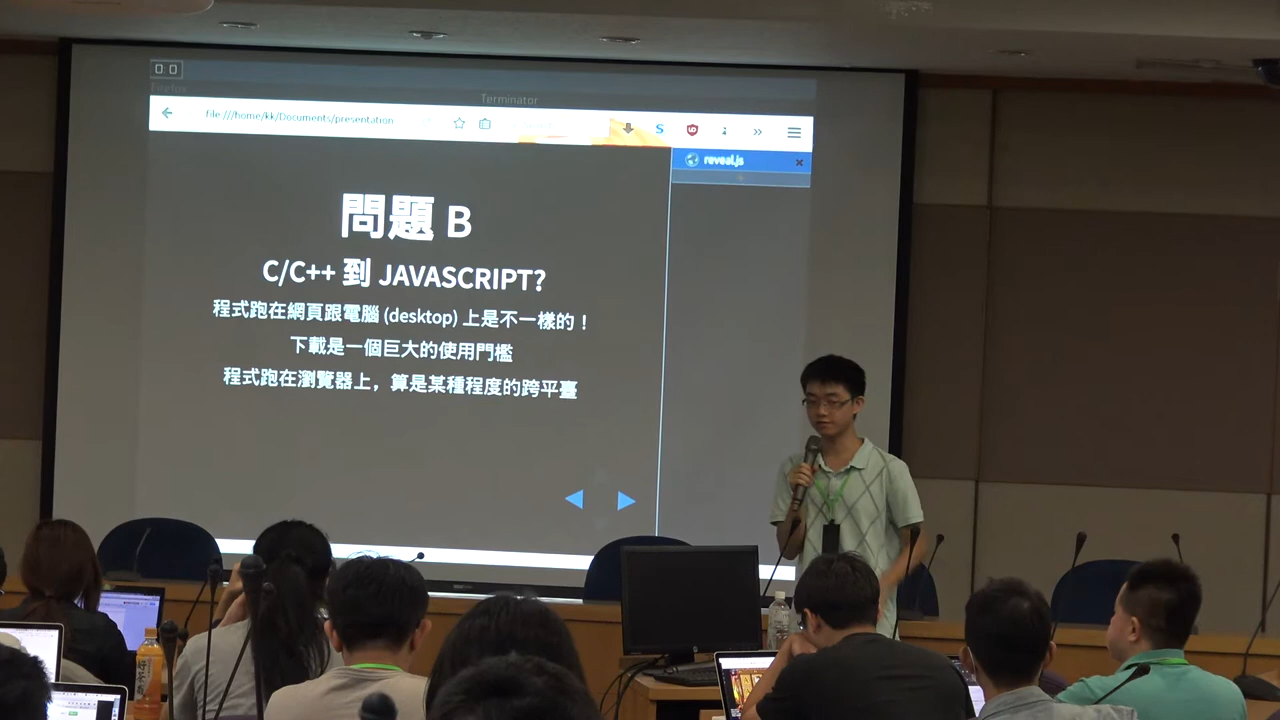 0: 0
Firefox
Terminator
file:///home/kk/Documents/presentation
reveal.js
問題 B
C/C++ 到 JAVASCRIPT?
程式跑在網頁跟電腦 (desktop) 上是不一樣的！
下載是一個巨大的使用門檻
程式跑在瀏覽器上，算是某種程度的跨平臺